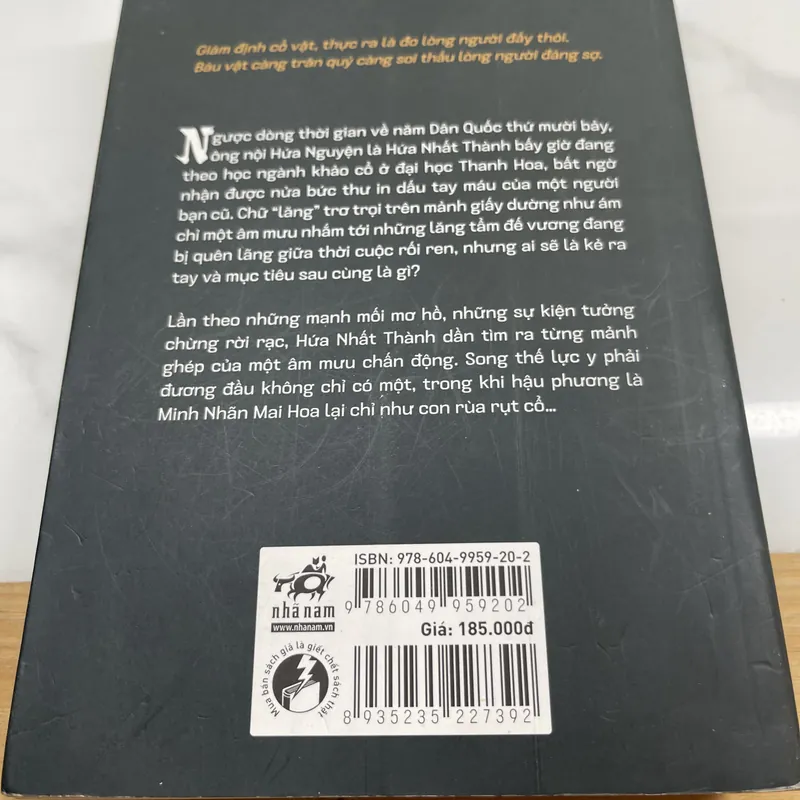 Giám định cổ vật, thực ra là đo lòng người đấy thôi.
Báu vật càng trân quý càng soi thấu lòng người đáng sợ.
Ngược dòng thời gian về năm Dân Quốc thứ mười bảy,
ông nội Hứa Nguyện là Hứa Nhất Thành bấy giờ đang
theo học ngành khảo cổ ở đại học Thanh Hoa, bất ngờ
nhận được nửa bức thư in dấu tay máu của một người
bạn cũ. Chữ “lăng” trơ trọi trên mảnh giấy dường như ám
chỉ một âm mưu nhắm tới những lăng tẩm đế vương đang
bị quên lãng giữa thời cuộc rối ren, nhưng ai sẽ là kẻ ra
tay và mục tiêu sau cùng là gì?
Lần theo những mạnh mối mơ hồ, những sự kiện tưởng
chừng rời rạc, Hứa Nhất Thành dần tìm ra từng mảnh
ghép của một âm mưu chấn động. Song thế lực y phải
đương đầu không chỉ có một, trong khi hậu phương là
Minh Nhãn Mai Hoa lại chỉ như con rùa rụt cổ...
nhã nam
www.nhanam.vn
Mua bán sách giả là giết chết sách thật
ISBN: 978-604-9959-20-2
9 786049 959202
Giá: 185.000đ
8 935235 227392